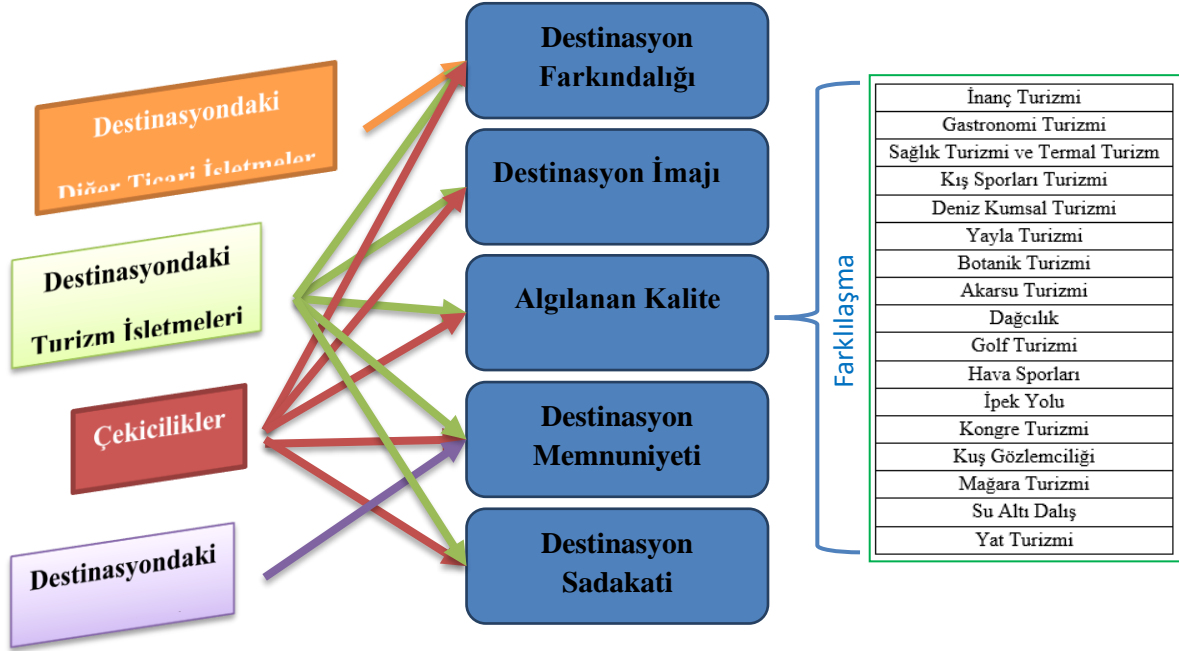 Destinasyondaki
Diğer Ticari İşletmeler
Destinasyondaki
Turizm İşletmeleri
Çekicilikler
Destinasyondaki
Destinasyon
Farkındalığı
Destinasyon İmajı
Algılanan Kalite
Destinasyon
Memnuniyeti
Destinasyon
Sadakati
Farklılaşma
İnanç Turizmi
Gastronomi Turizmi
Sağlık Turizmi ve Termal Turizm
Kış Sporları Turizmi
Deniz Kumsal Turizmi
Yayla Turizmi
Botanik Turizmi
Akarsu Turizmi
Dağcılık
Golf Turizmi
Hava Sporları
İpek Yolu
Kongre Turizmi
Kuş Gözlemciliği
Mağara Turizmi
Su Altı Dalış
Yat Turizmi